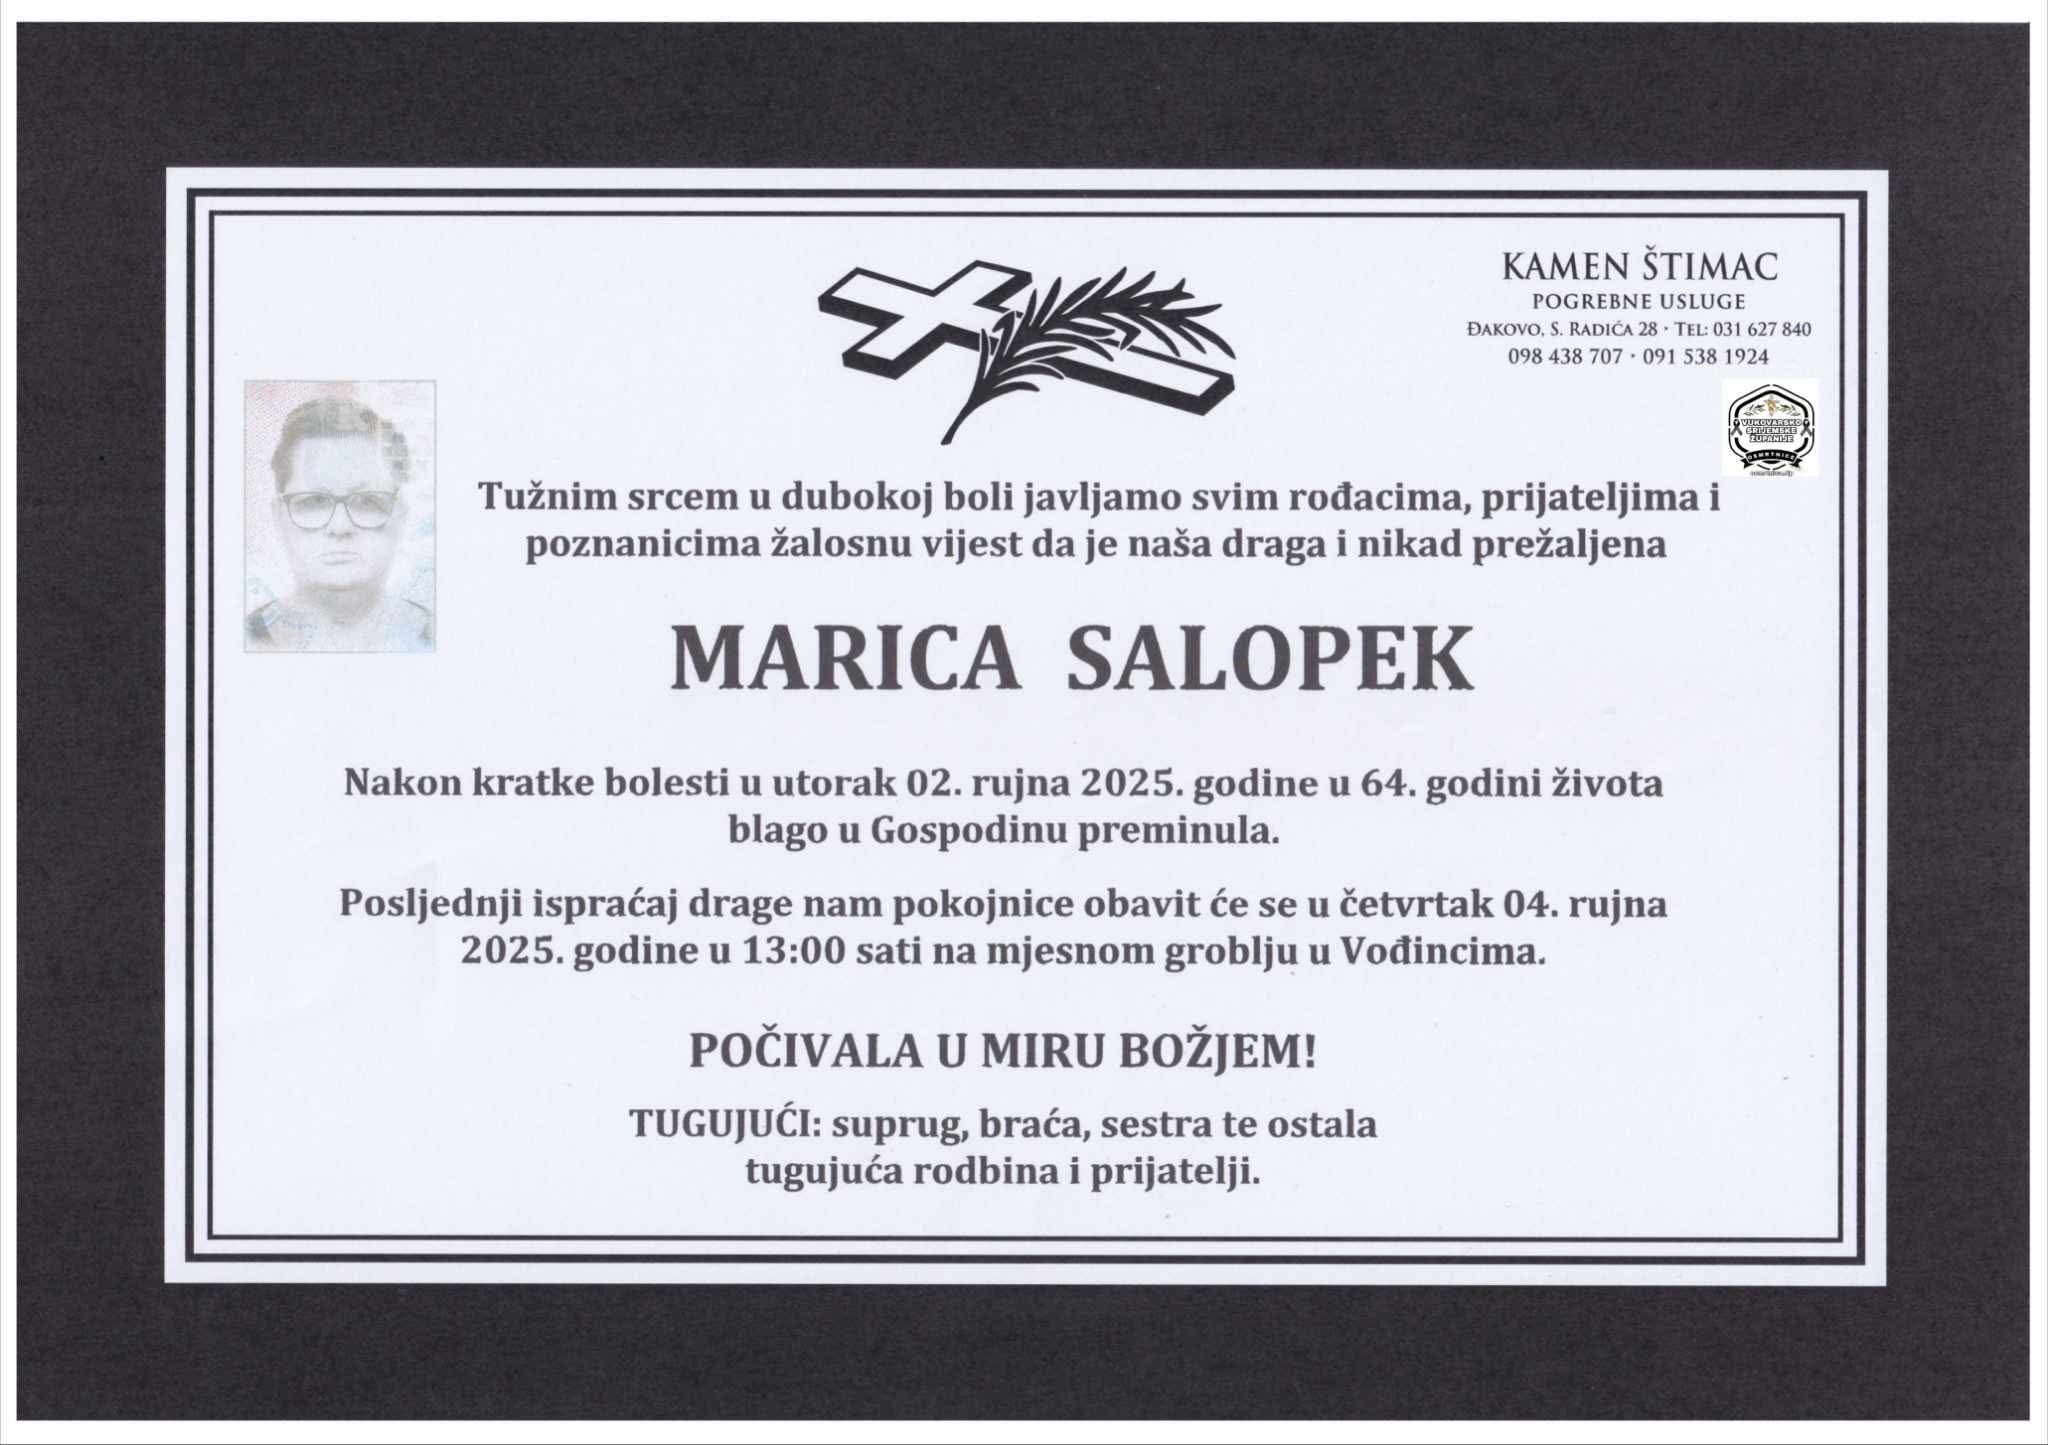 KAMEN ŠTIMAC
POGREBNE USLUGE
ĐAKOVO, S. RADIĆA 28 · TEL: 031 627 840
098 438 707 · 091 538 1924
VUKOVARSKO
SRIJEMSKE
ŽUPANIJE
OSMRTNICE
Tužnim srcem u dubokoj boli javljamo svim rođacima, prijateljima i
poznanicima žalosnu vijest da je naša draga i nikad prežaljena
MARICA SALOPEK
Nakon kratke bolesti u utorak 02. rujna 2025. godine u 64. godini života
blago u Gospodinu preminula.
Posljednji ispraćaj drage nam pokojnice obavit će se u četvrtak 04. rujna
2025. godine u 13:00 sati na mjesnom groblju u Vođincima.
POČIVALA U MIRU BOŽJEM!
TUGUJUĆI: suprug, braća, sestra te ostala
tugujuća rodbina i prijatelji.